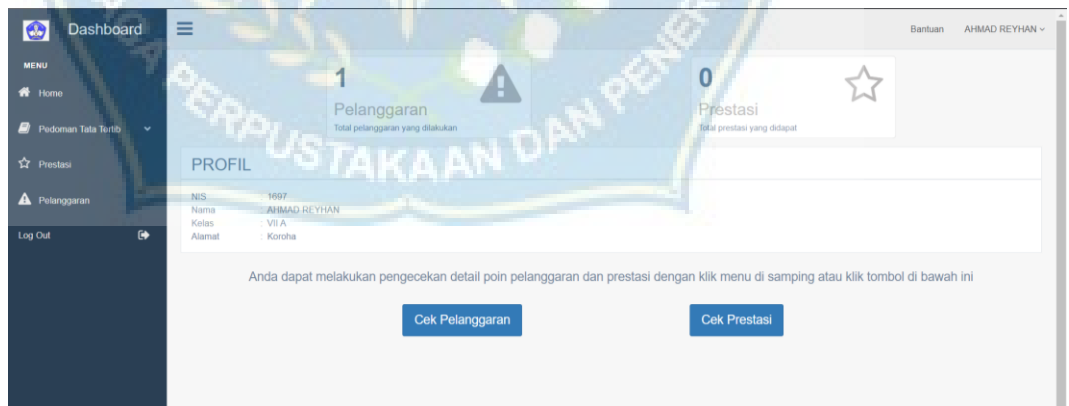 Dashboard
Bantuan AHMAD REYHAN
MENU
Home
Pedoman Tata Tertib
Prestasi
Pelanggaran
Log Out
1
Pelanggaran
Total pelanggaran yang dilakukan
0
Prestasi
Total prestasi yang didapat
PROFIL
NIS : 1697
Nama : AHMAD REYHAN
Kelas : VII A
Alamat : Koroha
Anda dapat melakukan pengecekan detail poin pelanggaran dan prestasi dengan klik menu di samping atau klik tombol di bawah ini
Cek Pelanggaran
Cek Prestasi
PERPUSTAKAAN DAN